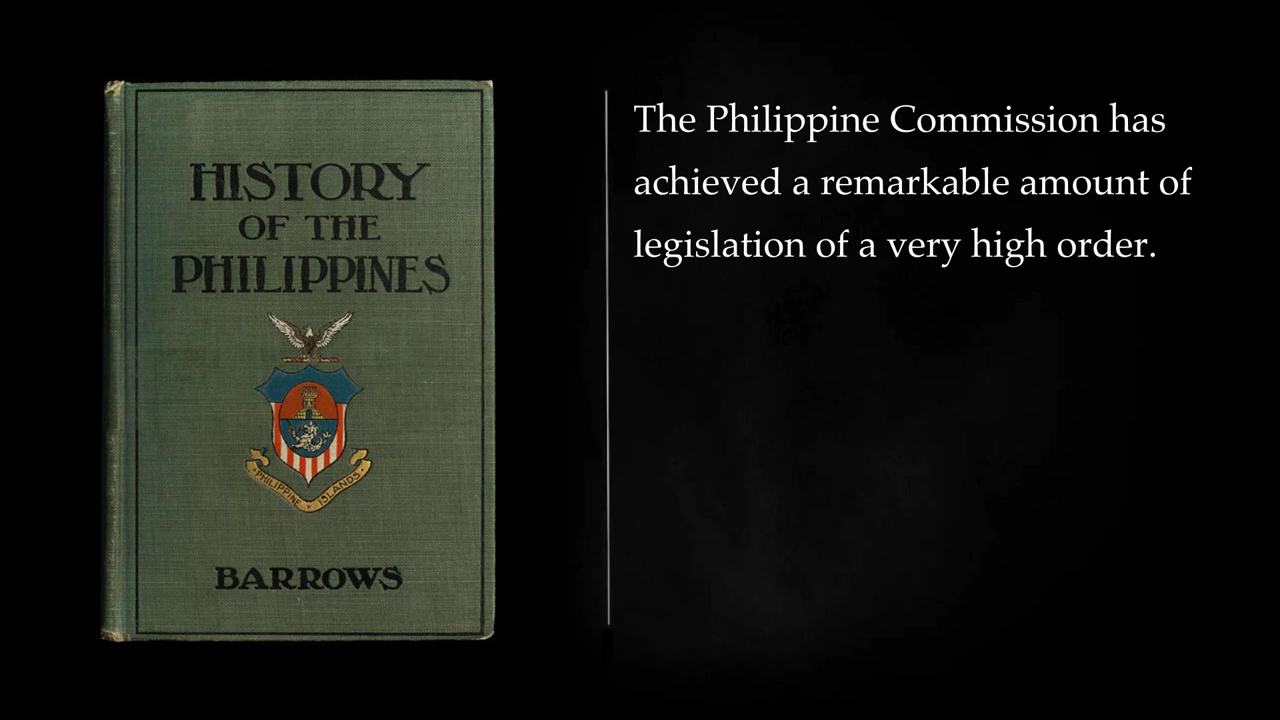 HISTORY
OF THE
PHILIPPINES
PHILIPPINE ISLANDS
BARROWS
The Philippine Commission has
achieved a remarkable amount of
legislation of a very high order.